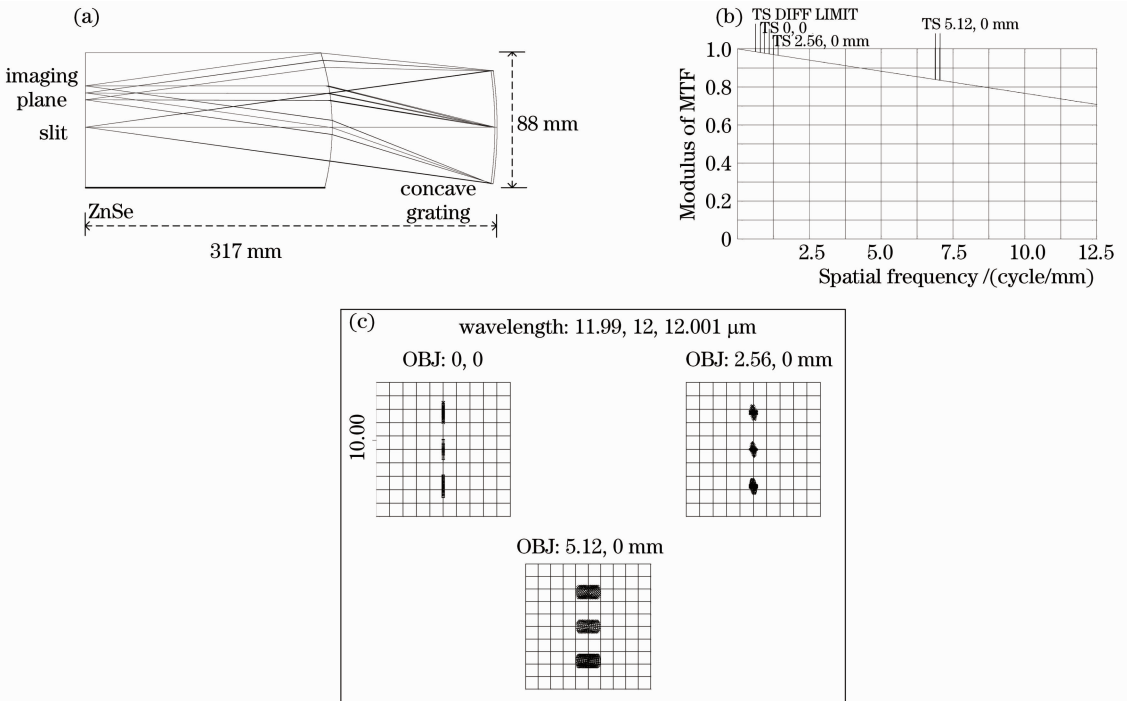 (a)
imaging
plane
slit
88 mm
concave
grating
ZnSe
317 mm
(b)
TS DIFF LIMIT
TS 0, 0
TS 2.56, 0 mm
TS 5.12, 0 mm
Modulus of MTF
1.0
0.8
0.6
0.4
0.2
0
2.5
5.0
7.5
10.0
12.5
Spatial frequency /(cycle/mm)
(c)
wavelength: 11.99, 12, 12.001 μm
OBJ: 0, 0
OBJ: 2.56, 0 mm
10.00
OBJ: 5.12, 0 mm